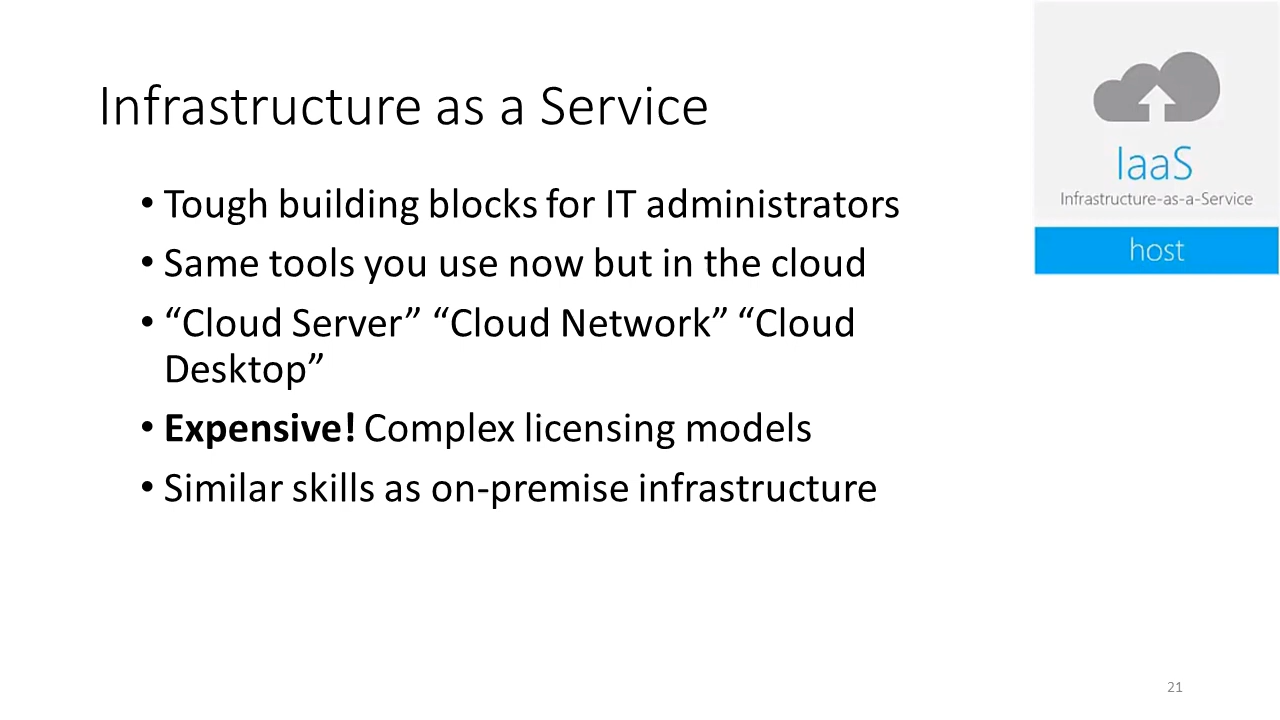 Infrastructure as a Service
• Tough building blocks for IT administrators
• Same tools you use now but in the cloud
• “Cloud Server” “Cloud Network” “Cloud
Desktop”
• Expensive! Complex licensing models
• Similar skills as on-premise infrastructure
IaaS
Infrastructure-as-a-Service
host
21